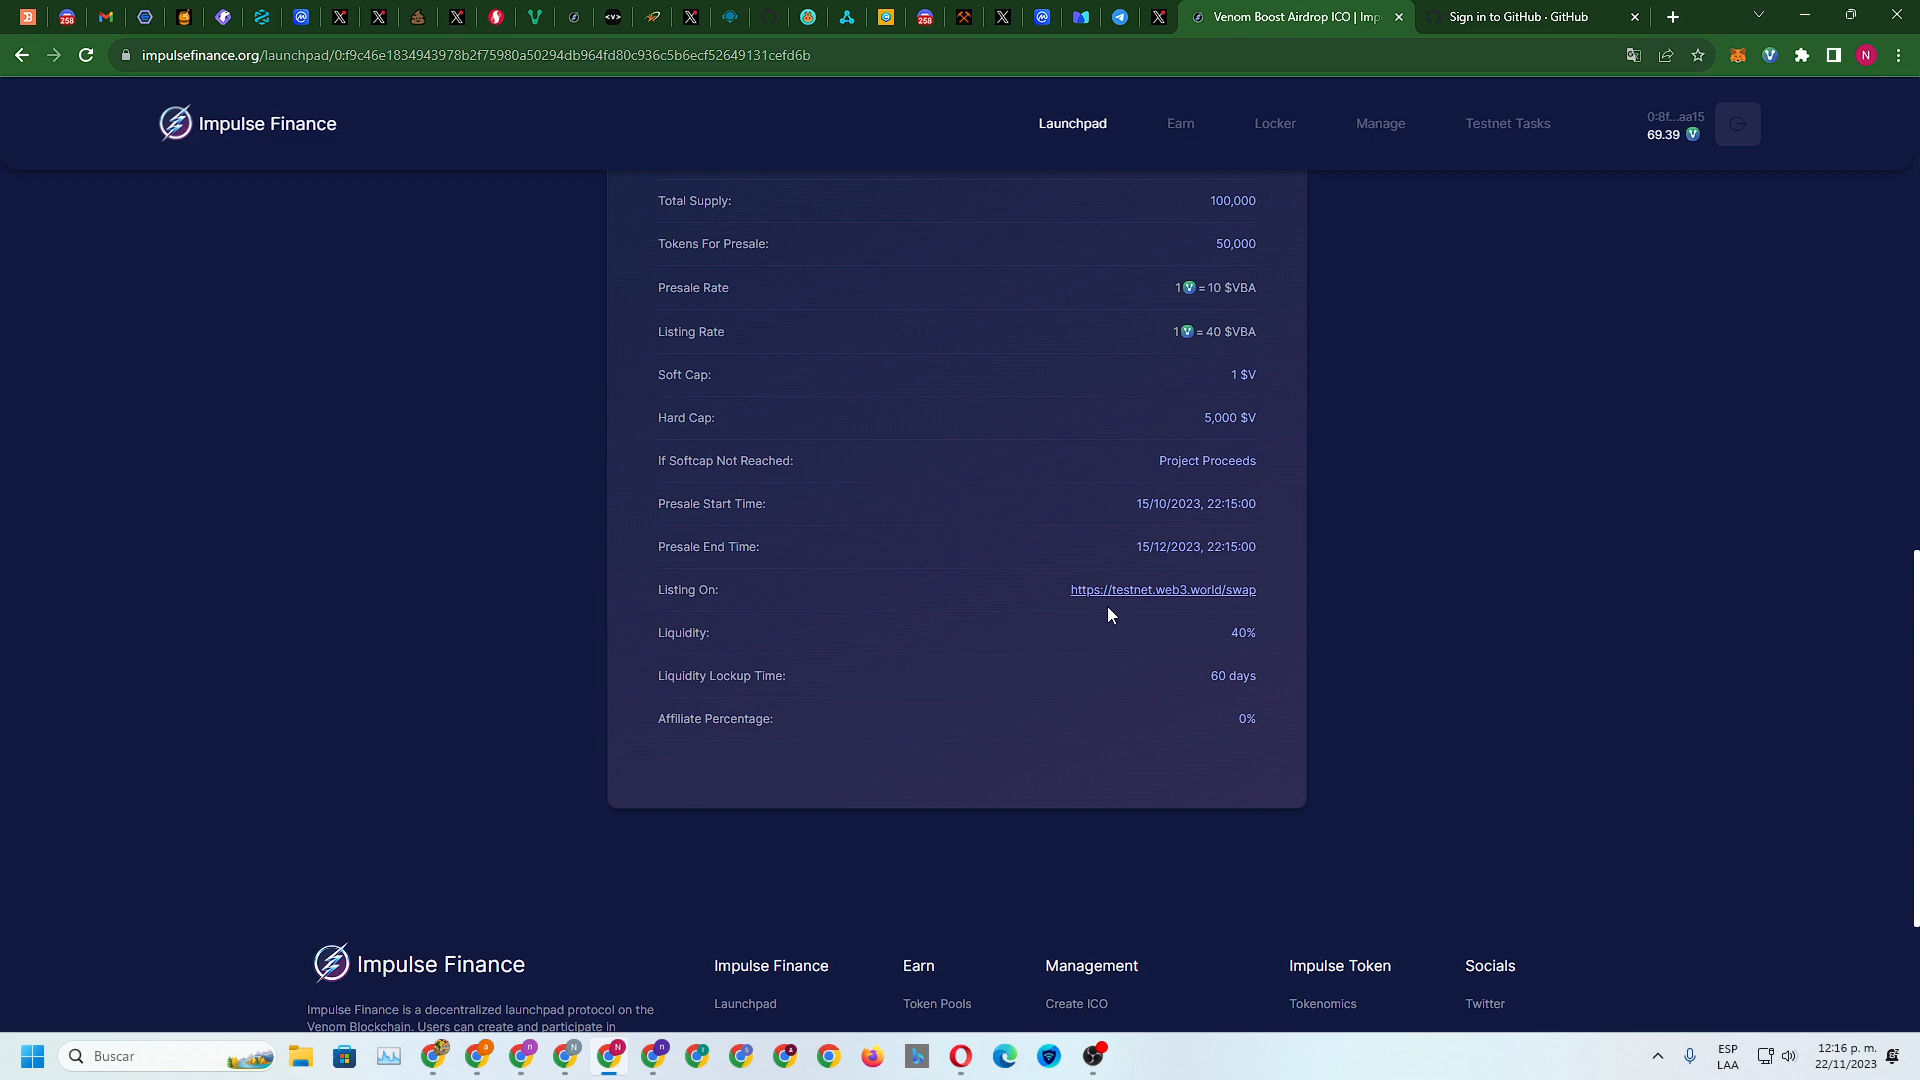 Venom Boost Airdrop ICO | Imp
Sign in to GitHub · GitHub
impulsefinance.org/launchpad/0:f9c46e1834943978b2f75980a50294db964fd80c936c5b6ecf52649131cefd6b
N
Impulse Finance
Launchpad
Earn
Locker
Manage
Testnet Tasks
0:8f...aa15
69.39
Total Supply:
100,000
Tokens For Presale:
50,000
Presale Rate
1 = 10 $VBA
Listing Rate
1 = 40 $VBA
Soft Cap:
1 $V
Hard Cap:
5,000 $V
If Softcap Not Reached:
Project Proceeds
Presale Start Time:
15/10/2023, 22:15:00
Presale End Time:
15/12/2023, 22:15:00
Listing On:
https://testnet.web3.world/swap
Liquidity:
40%
Liquidity Lockup Time:
60 days
Affiliate Percentage:
0%
Impulse Finance
Impulse Finance is a decentralized launchpad protocol on the
Venom Blockchain. Users can create and participate in
Impulse Finance
Launchpad
Earn
Token Pools
Management
Create ICO
Impulse Token
Tokenomics
Socials
Twitter
Buscar
ESP
LAA
12:16 p. m.
22/11/2023